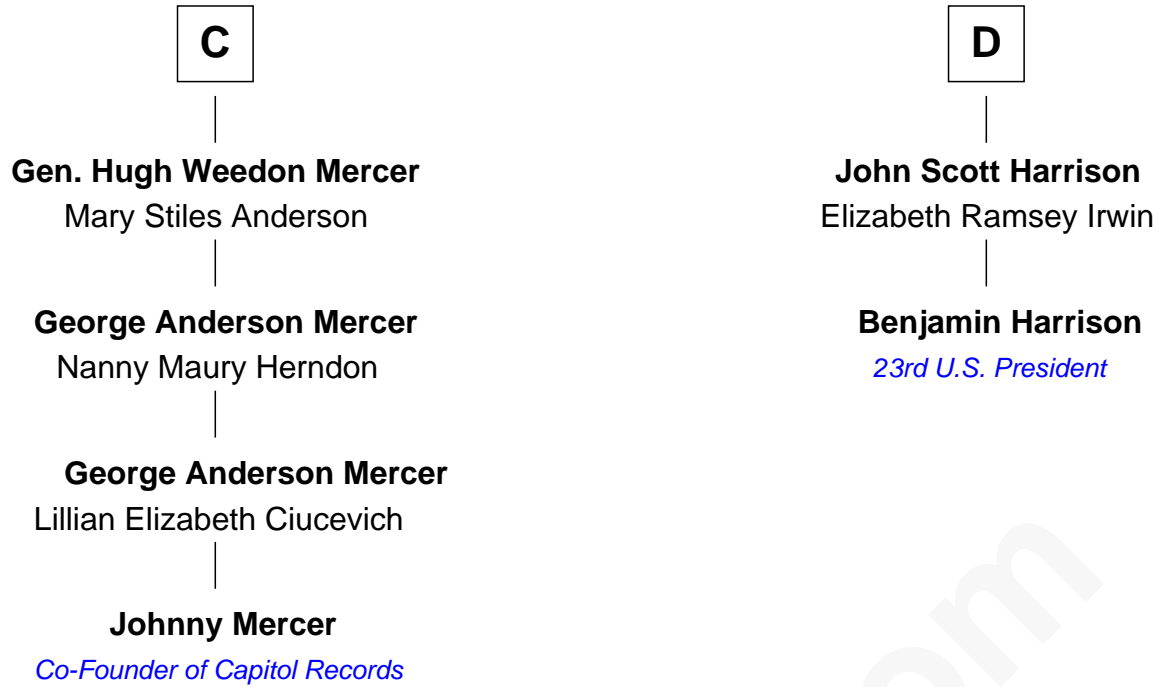 C
Gen. Hugh Weedon Mercer
Mary Stiles Anderson
George Anderson Mercer
Nanny Maury Herndon
George Anderson Mercer
Lillian Elizabeth Ciucevich
Johnny Mercer
Co-Founder of Capitol Records
D
John Scott Harrison
Elizabeth Ramsey Irwin
Benjamin Harrison
23rd U.S. President
om